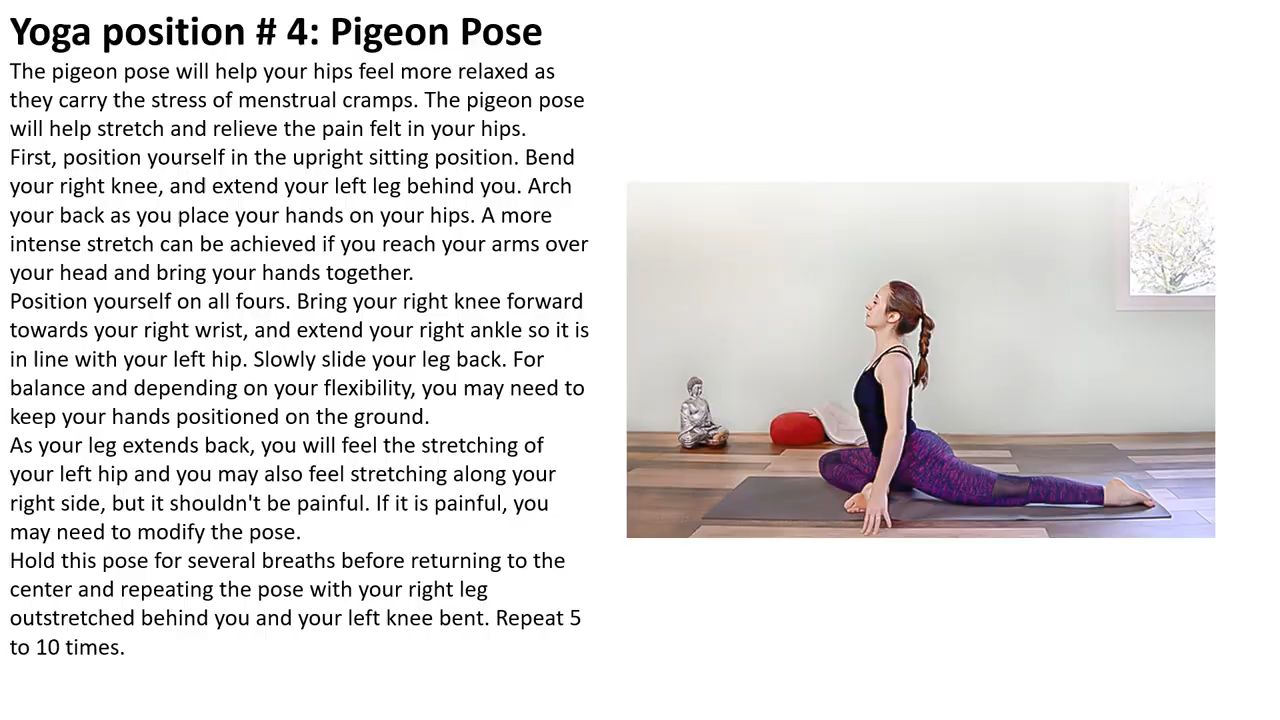 Yoga position # 4: Pigeon Pose
The pigeon pose will help your hips feel more relaxed as
they carry the stress of menstrual cramps. The pigeon pose
will help stretch and relieve the pain felt in your hips.
First, position yourself in the upright sitting position. Bend
your right knee, and extend your left leg behind you. Arch
your back as you place your hands on your hips. A more
intense stretch can be achieved if you reach your arms over
your head and bring your hands together.
Position yourself on all fours. Bring your right knee forward
towards your right wrist, and extend your right ankle so it is
in line with your left hip. Slowly slide your leg back. For
balance and depending on your flexibility, you may need to
keep your hands positioned on the ground.
As your leg extends back, you will feel the stretching of
your left hip and you may also feel stretching along your
right side, but it shouldn't be painful. If it is painful, you
may need to modify the pose.
Hold this pose for several breaths before returning to the
center and repeating the pose with your right leg
outstretched behind you and your left knee bent. Repeat 5
to 10 times.